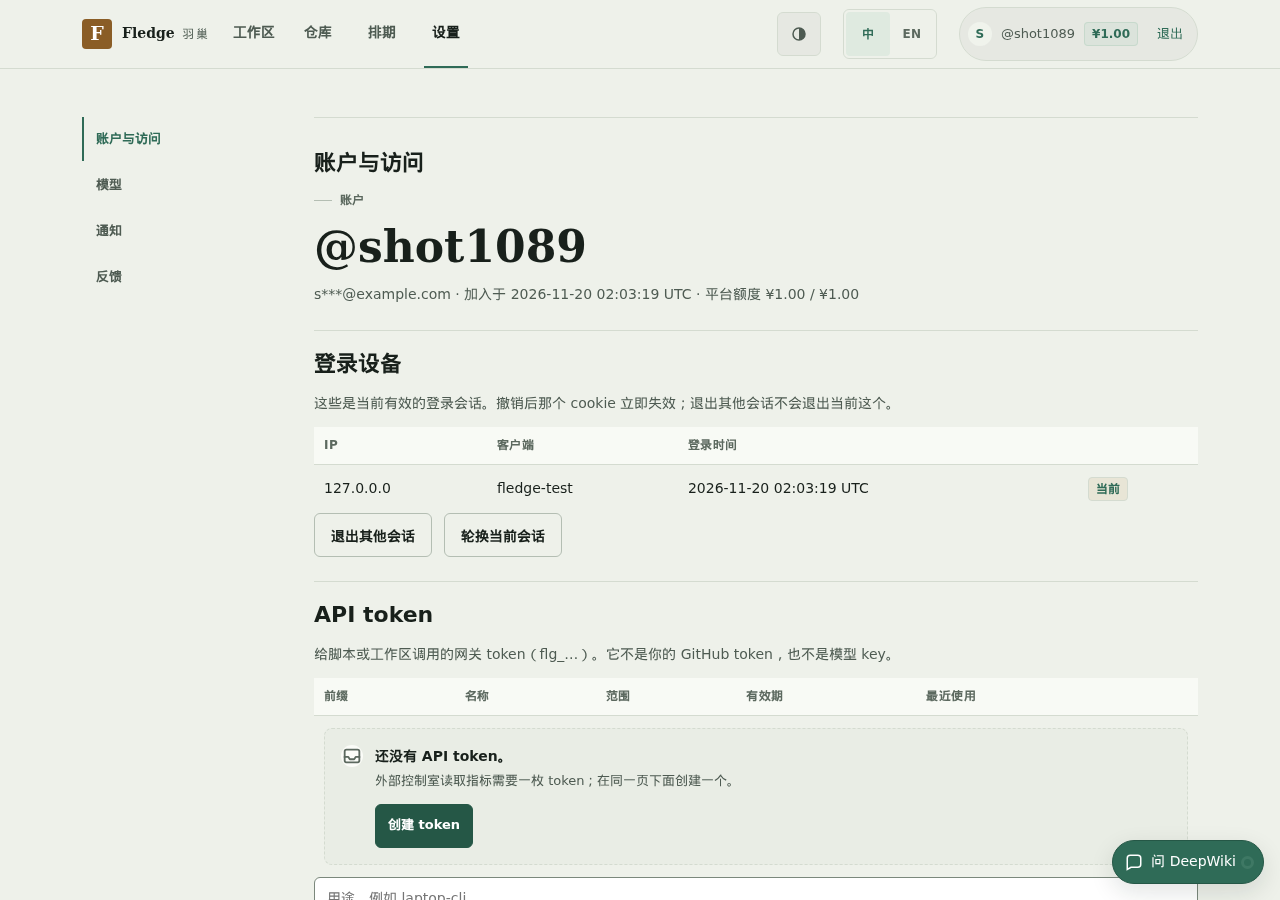 F Fledge 羽巢 工作区 仓库 排期 设置 中 EN S @shot1089 ¥1.00 退出
账户与访问
模型
通知
反馈
账户与访问
账户
@shot1089
s***@example.com · 加入于 2026-11-20 02:03:19 UTC · 平台额度 ¥1.00 / ¥1.00
登录设备
这些是当前有效的登录会话。撤销后那个 cookie 立即失效；退出其他会话不会退出当前这个。
IP 客户端 登录时间
127.0.0.0 fledge-test 2026-11-20 02:03:19 UTC 当前
退出其他会话 轮换当前会话
API token
给脚本或工作区调用的网关 token（flg_…）。它不是你的 GitHub token，也不是模型 key。
前缀 名称 范围 有效期 最近使用
还没有 API token。
外部控制室读取指标需要一枚 token；在同一页下面创建一个。
创建 token
问 DeepWiki
用途，例如 laptop-cli